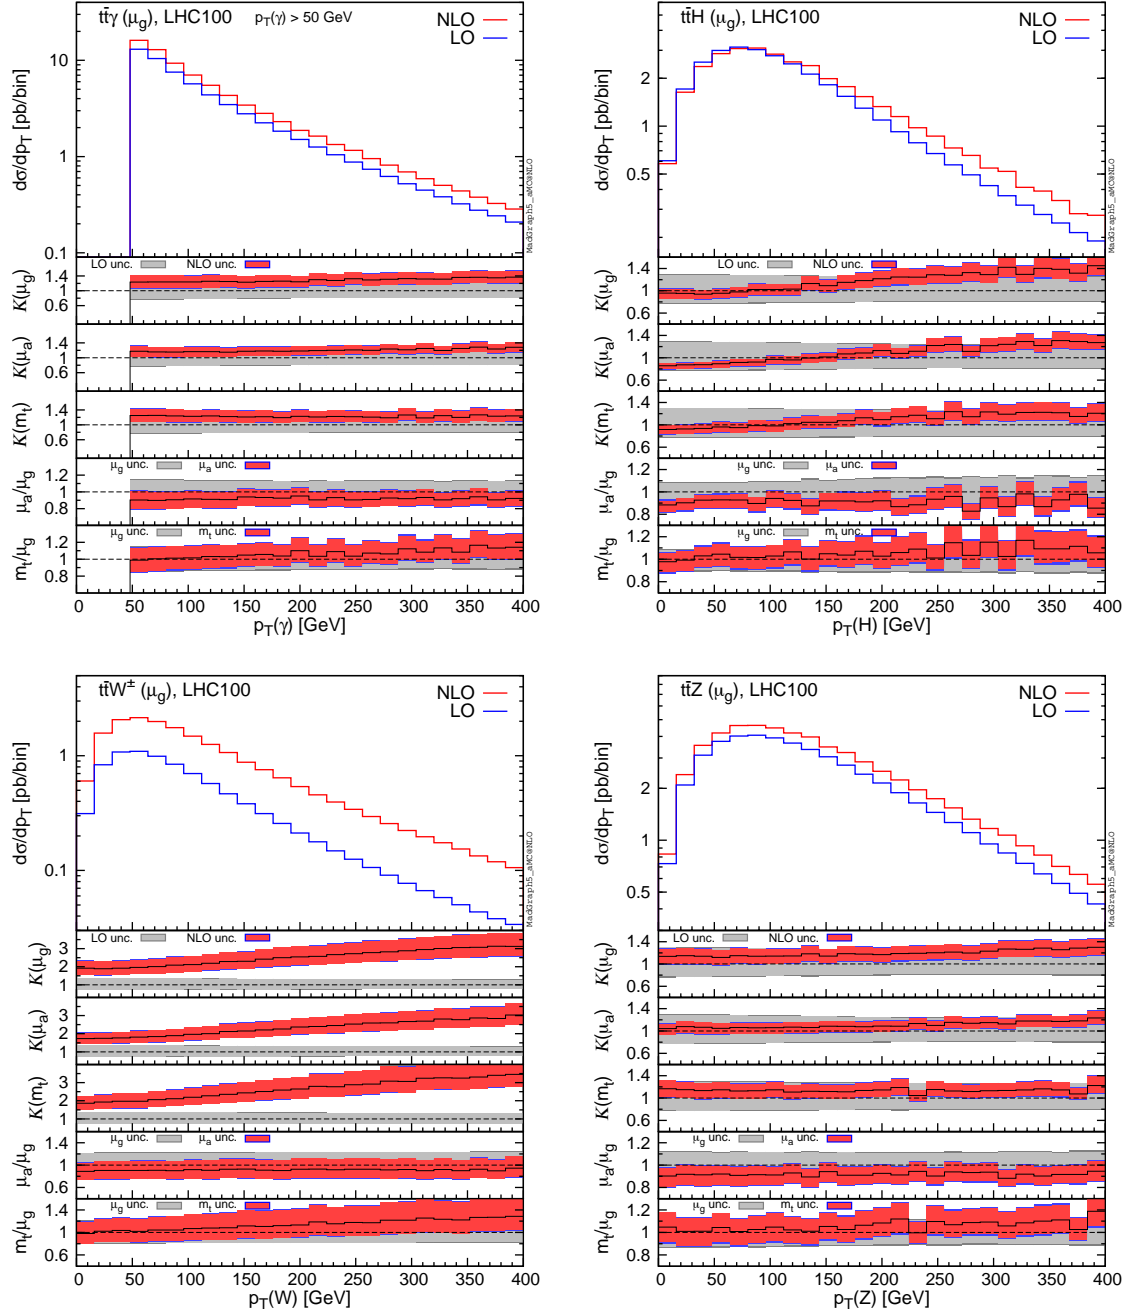 tt̄γ (μg), LHC100 pT(γ) > 50 GeV
NLO
LO
dσ/dpT [pb/bin]
10
1
0.1
MadGraph5_aMC@NLO
LO unc. NLO unc.
K(μg)
1.4
1
0.6
K(μa)
1.4
1
0.6
K(mt)
1.4
1
0.6
μg unc. μa unc.
μa/μg
1.2
1
0.8
μg unc. mt unc.
mt/μg
1.2
1
0.8
0 50 100 150 200 250 300 350 400
pT(γ) [GeV]
tt̄H (μg), LHC100
NLO
LO
dσ/dpT [pb/bin]
2
1
0.5
MadGraph5_aMC@NLO
LO unc. NLO unc.
K(μg)
1.4
1
0.6
K(μa)
1.4
1
0.6
K(mt)
1.4
1
0.6
μg unc. μa unc.
μa/μg
1.2
1
0.8
μg unc. mt unc.
mt/μg
1.2
1
0.8
0 50 100 150 200 250 300 350 400
pT(H) [GeV]
tt̄W± (μg), LHC100
NLO
LO
dσ/dpT [pb/bin]
1
0.1
MadGraph5_aMC@NLO
LO unc. NLO unc.
K(μg)
3
2
1
K(μa)
3
2
1
K(mt)
3
2
1
μg unc. μa unc.
μa/μg
1.4
1
0.6
μg unc. mt unc.
mt/μg
1.4
1
0.6
0 50 100 150 200 250 300 350 400
pT(W) [GeV]
tt̄Z (μg), LHC100
NLO
LO
dσ/dpT [pb/bin]
2
1
0.5
MadGraph5_aMC@NLO
LO unc. NLO unc.
K(μg)
1.4
1
0.6
K(μa)
1.4
1
0.6
K(mt)
1.4
1
0.6
μg unc. μa unc.
μa/μg
1.2
1
0.8
μg unc. mt unc.
mt/μg
1.2
1
0.8
0 50 100 150 200 250 300 350 400
pT(Z) [GeV]